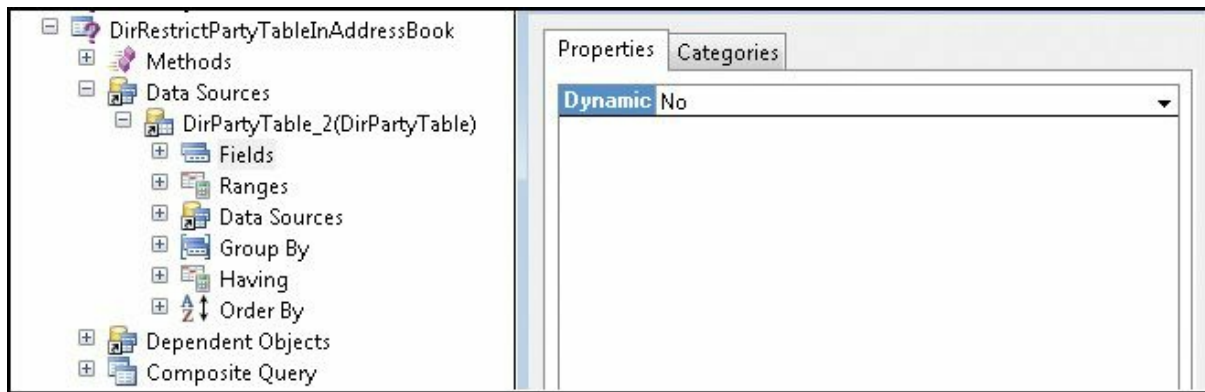 DirRestrictPartyTableInAddressBook
Methods
Data Sources
DirPartyTable_2(DirPartyTable)
Fields
Ranges
Data Sources
Group By
Having
Order By
Dependent Objects
Composite Query
Properties Categories
Dynamic No